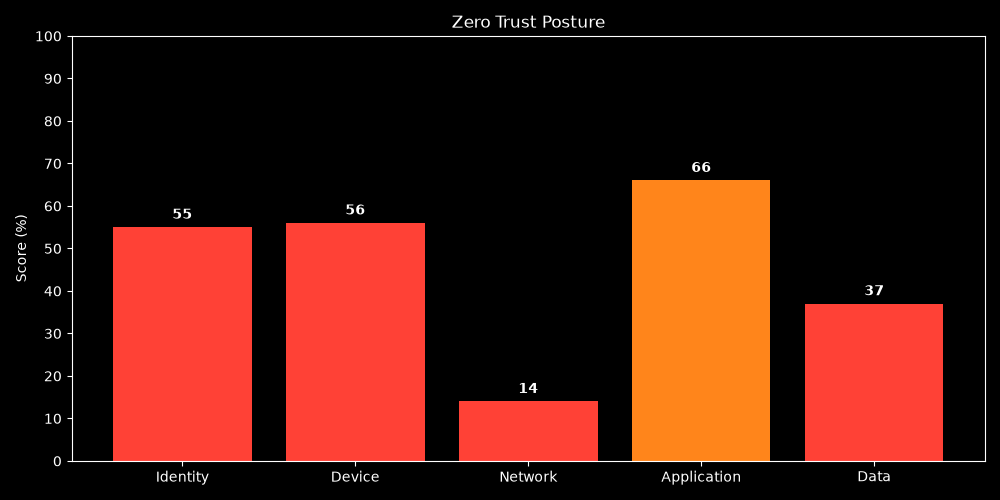 Zero Trust Posture
Score (%)
100
90
80
70
60
50
40
30
20
10
0
55
56
14
66
37
Identity
Device
Network
Application
Data